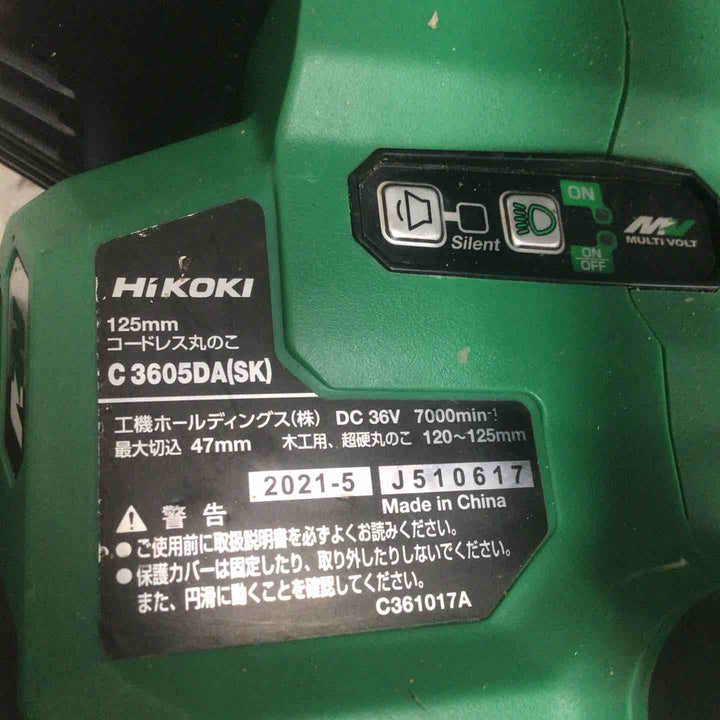 ON
Silent
MV
MULTI VOLT
ON
OFF
HiKOKI
125mm
コードレス丸のこ
C 3605DA(SK)
工機ホールディングス(株) DC 36V 7000min-1
最大切込 47mm 木工用、超硬丸のこ 120〜125mm
2021-5 J510617
Made in China
警告
●ご使用前に取扱説明書を必ずよくお読みください。
●保護カバーは固定したり、取り外したりしないでください。
また、円滑に動くことを確認してください。
C361017A